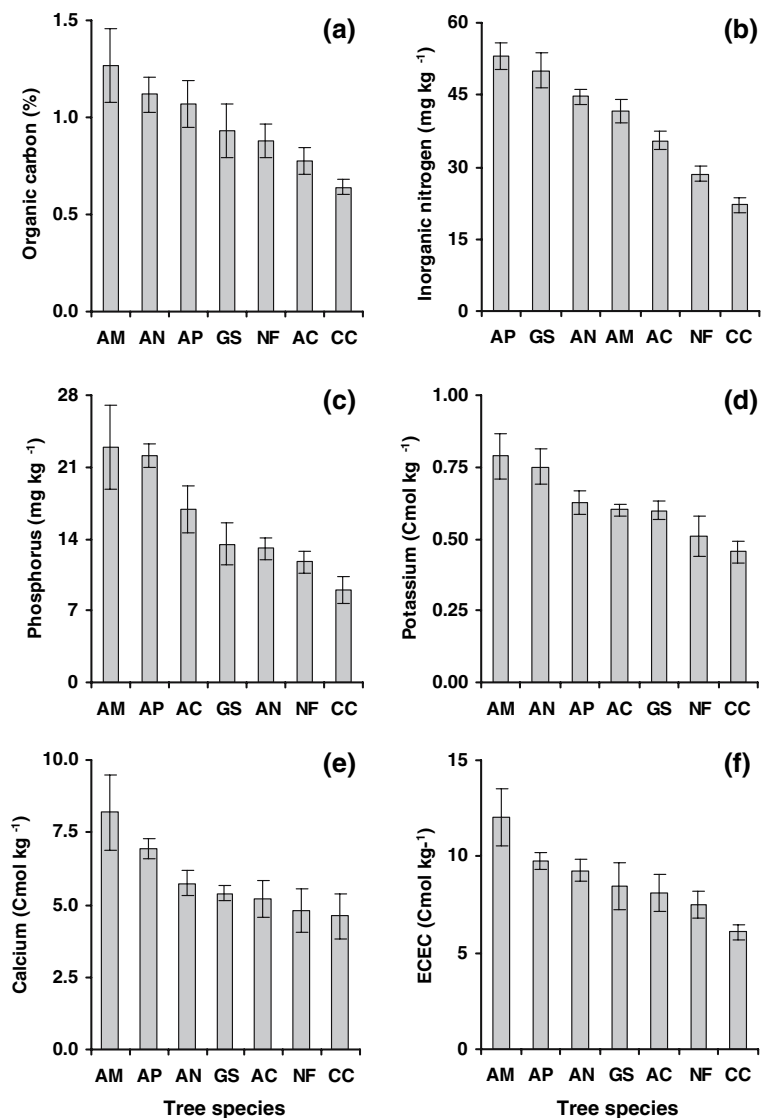 (a)
Organic carbon (%)
1.5
1.0
0.5
0.0
AM AN AP GS NF AC CC
(b)
Inorganic nitrogen (mg kg -1)
60
45
30
15
0
AP GS AN AM AC NF CC
(c)
Phosphorus (mg kg -1)
28
21
14
7
0
AM AP AC GS AN NF CC
(d)
Potassium (Cmol kg -1)
1.00
0.75
0.50
0.25
0.00
AM AN AP AC GS NF CC
(e)
Calcium (Cmol kg -1)
10.0
7.5
5.0
2.5
0.0
AM AP AN GS AC NF CC
Tree species
(f)
ECEC (Cmol kg-1)
15
10
5
0
AM AP AN GS AC NF CC
Tree species